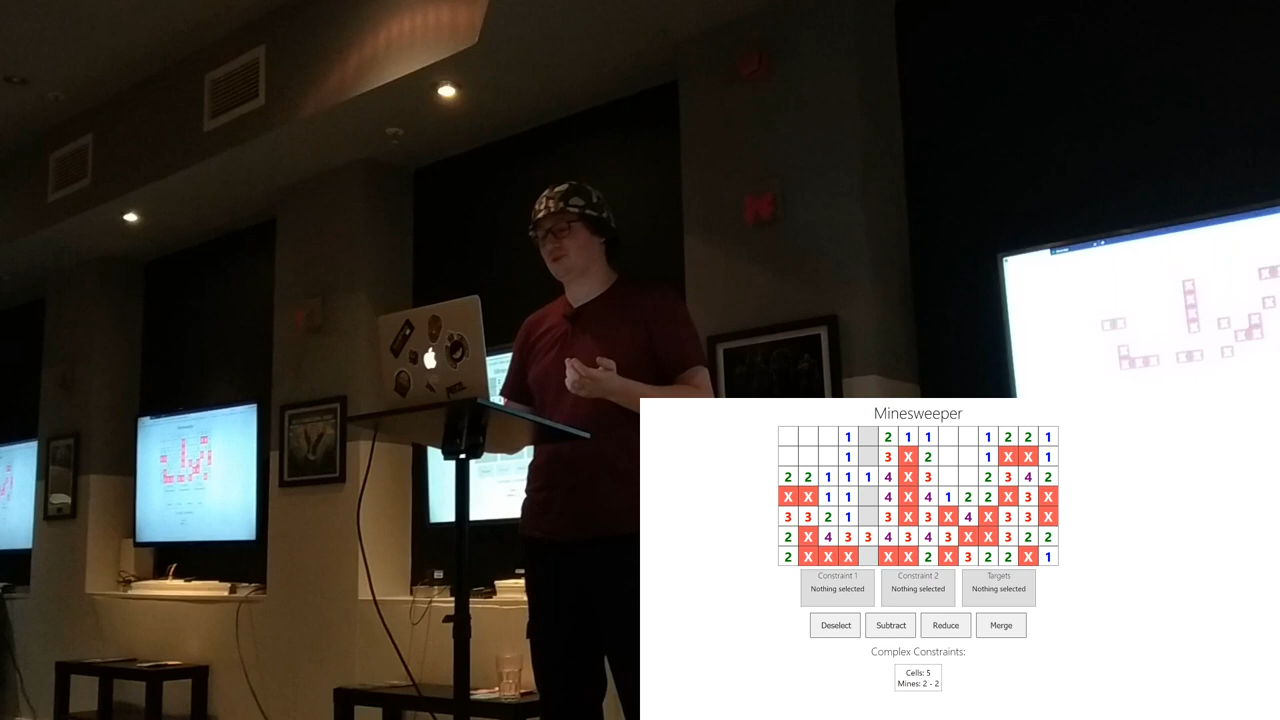 Minesweeper
1 2 1 1 1 2 2 1
1 3 X 2 1 X X 1
2 2 1 1 1 4 X 3 2 3 4 2
X X 1 1 4 X 4 1 2 2 X 3 X
3 3 2 1 3 X 3 X 4 X 3 3 X
2 X 4 3 3 4 3 4 3 X X 3 2 2
2 X X X X X 2 X 3 2 2 X 1
Constraint 1 Constraint 2 Targets
Nothing selected Nothing selected Nothing selected
Deselect Subtract Reduce Merge
Complex Constraints:
Cells: 5
Mines: 2 - 2